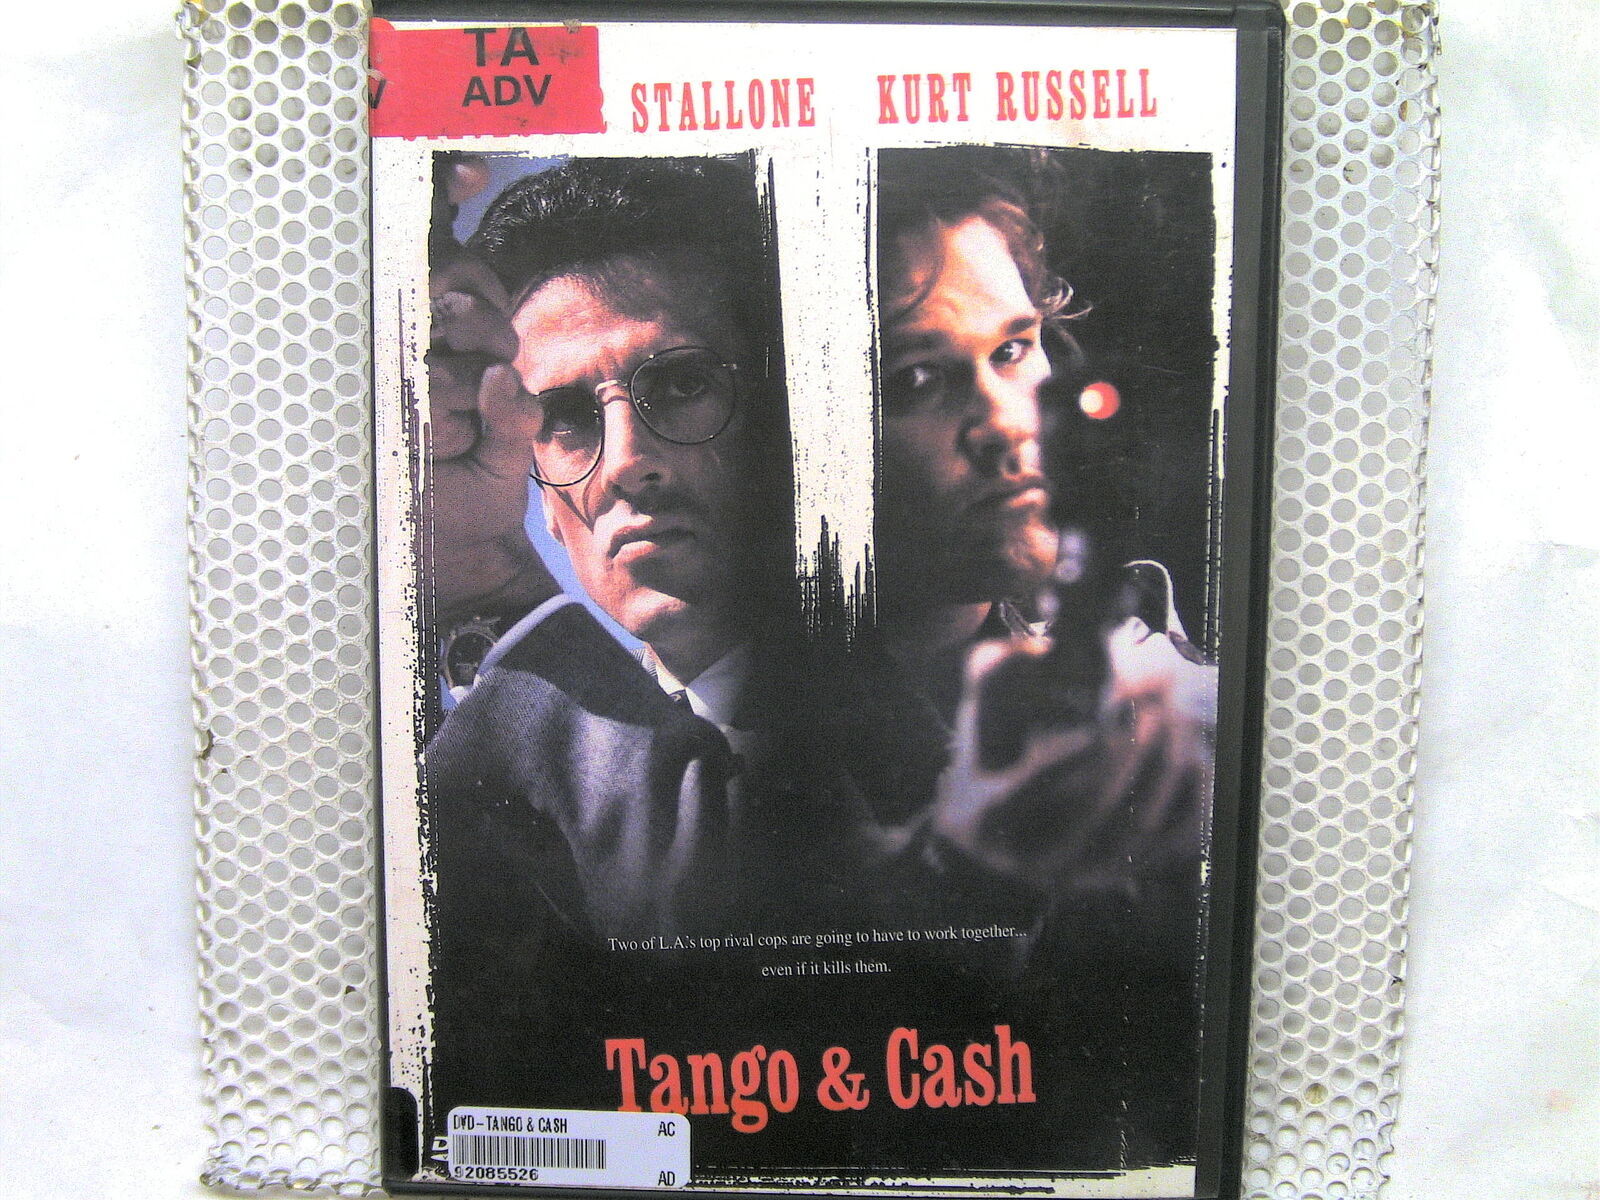 TA
ADV
V
STALLONE KURT RUSSELL
Two of L.A.'s top rival cops are going to have to work together...
even if it kills them.
Tango & Cash
DVD-TANGO & CASH AC
92085526 AD